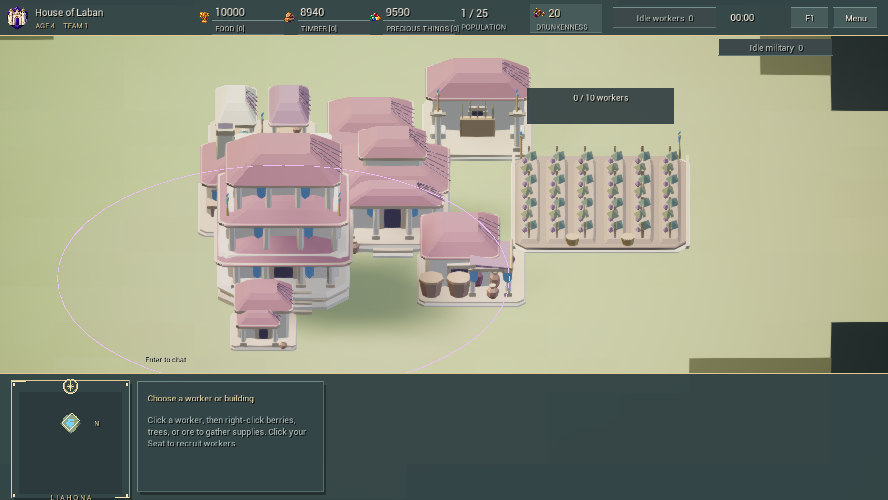 House of Laban
AGE 4 TEAM 1
10000
FOOD [0]
8940
TIMBER [0]
9590
PRECIOUS THINGS [0]
1 / 25
POPULATION
20
DRUNKENNESS
Idle workers 0
00:00
F1
Menu
Idle military 0
0 / 10 workers
Enter to chat
N
LIAHONA
Choose a worker or building
Click a worker, then right-click berries,
trees, or ore to gather supplies. Click your
Seat to recruit workers.